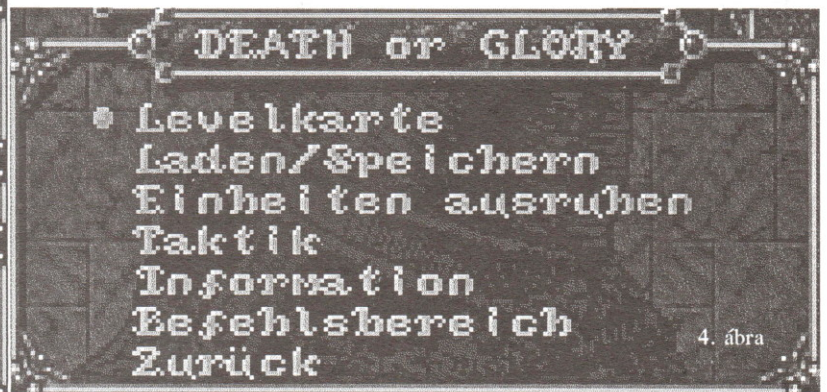 DEATH or GLORY
Levelkarte
Laden/Speichern
Einheiten ausruhen
Taktik
Information
Befehlsbereich
Zurück
4. ábra